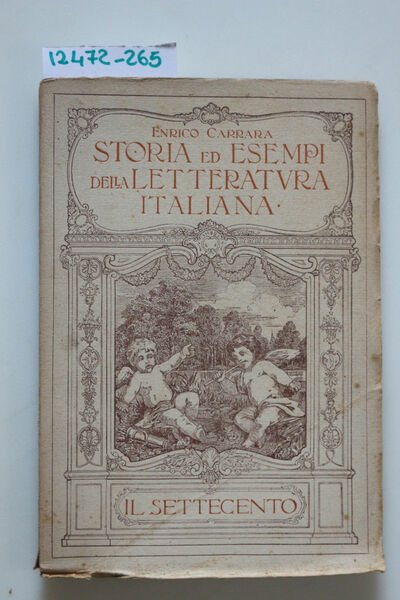 12472-265
ENRICO CARRARA
STORIA ED ESEMPI
DELLA LETTERATVRA
ITALIANA·
IL SETTECENTO